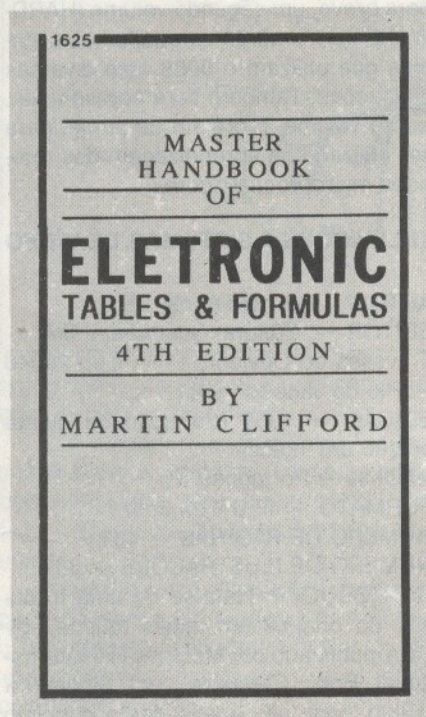 1625
MASTER
HANDBOOK
OF
ELETRONIC
TABLES & FORMULAS
4TH EDITION
BY
MARTIN CLIFFORD